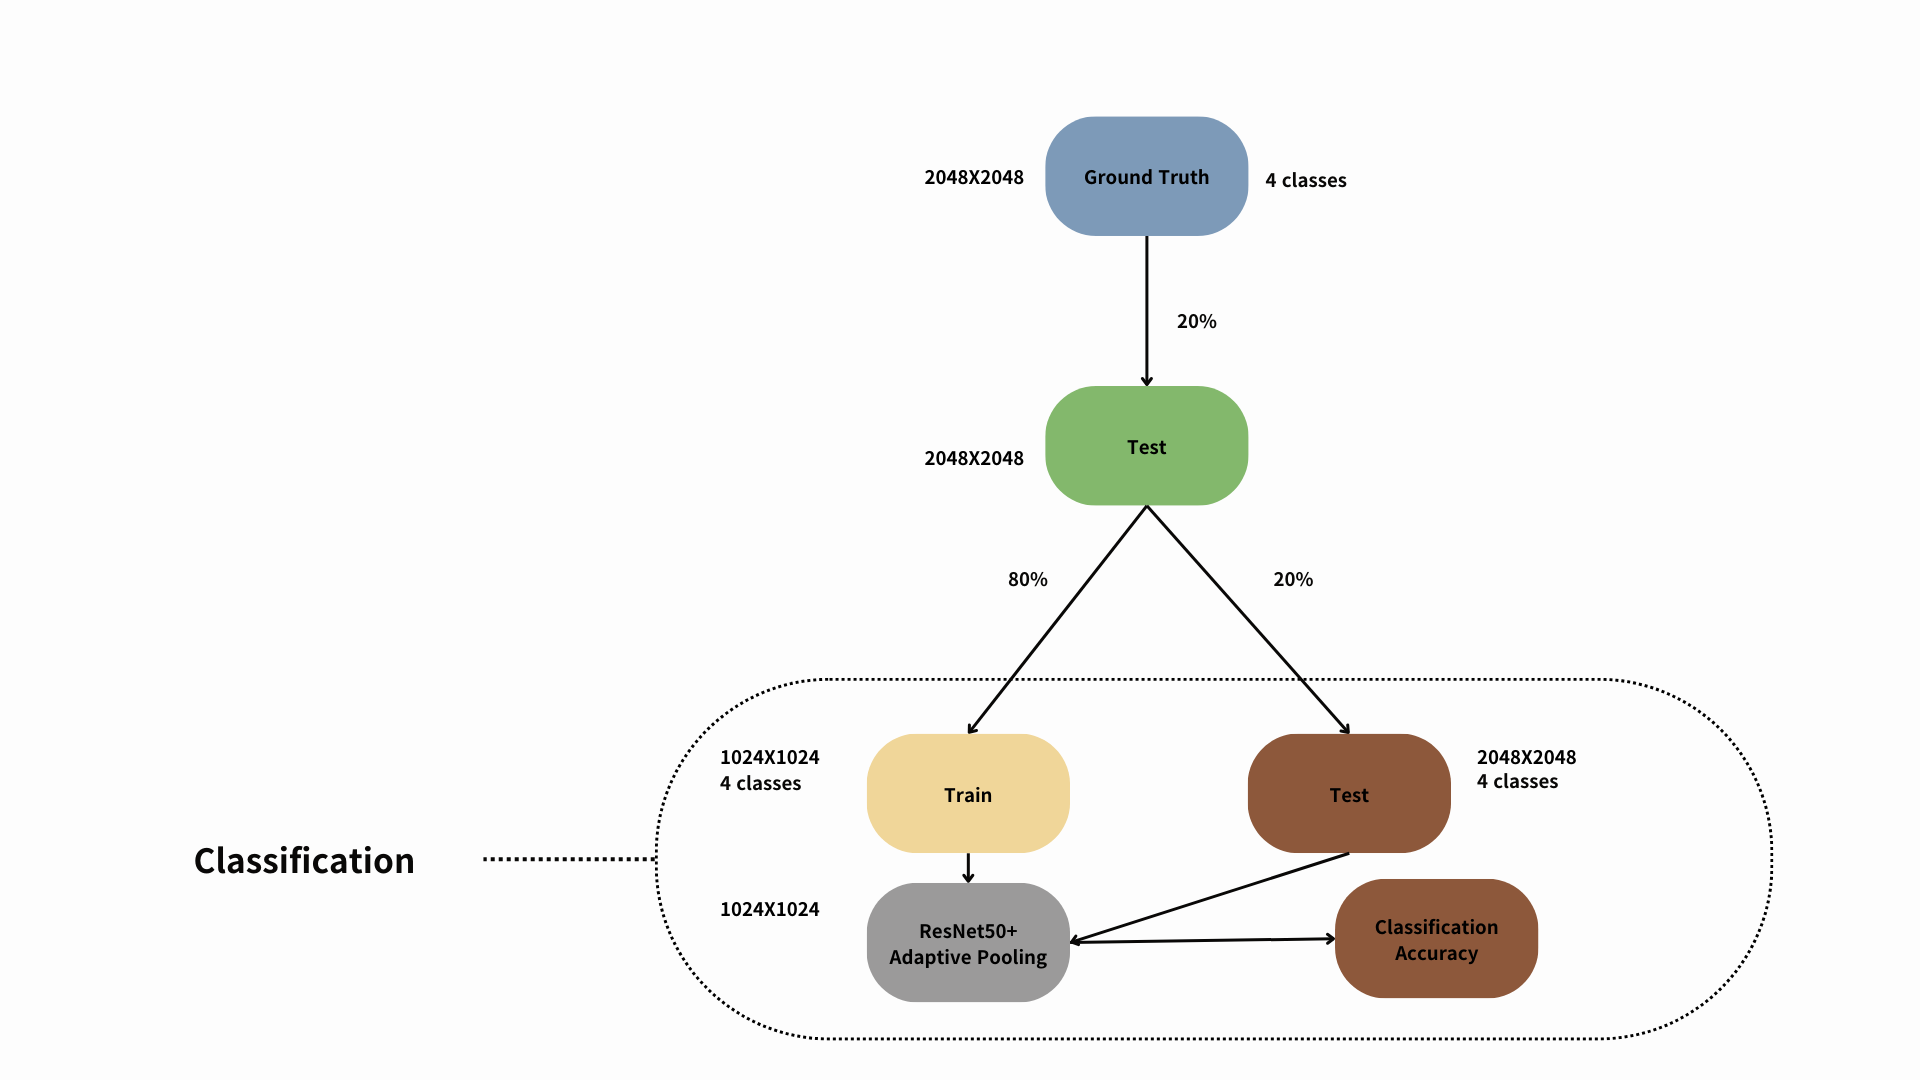 2048X2048
Ground Truth
4 classes
20%
2048X2048
Test
80%
20%
1024X1024
4 classes
Train
Test
2048X2048
4 classes
Classification
1024X1024
ResNet50+
Adaptive Pooling
Classification
Accuracy